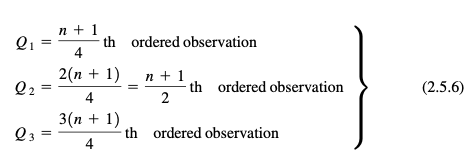 Q₁ = (n + 1)/4 th ordered observation
Q₂ = 2(n + 1)/4 = (n + 1)/2 th ordered observation
Q₃ = 3(n + 1)/4 th ordered observation
(2.5.6)